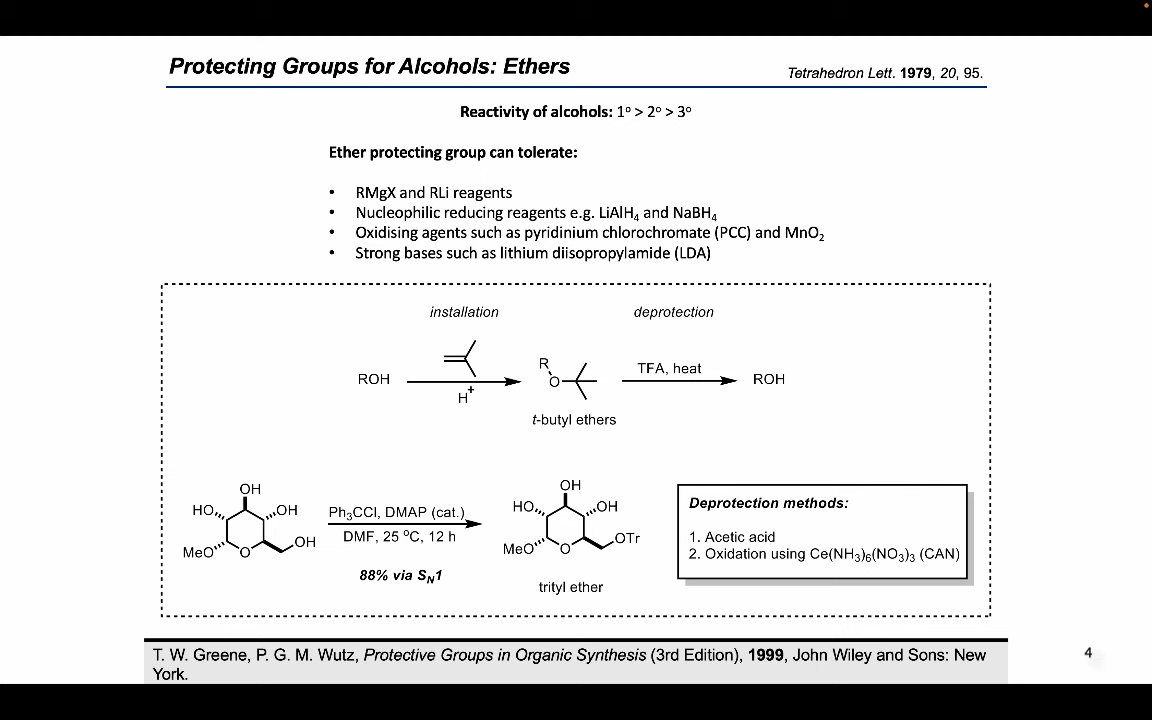 Protecting Groups for Alcohols: Ethers
Tetrahedron Lett. 1979, 20, 95.
Reactivity of alcohols: 1º > 2º > 3º
Ether protecting group can tolerate:
• RMgX and RLi reagents
• Nucleophilic reducing reagents e.g. LiAlH₄ and NaBH₄
• Oxidising agents such as pyridinium chlorochromate (PCC) and MnO₂
• Strong bases such as lithium diisopropylamide (LDA)
installation
deprotection
ROH
H⁺
R
O
t-butyl ethers
TFA, heat
ROH
OH
HO
OH
MeO
O
OH
Ph₃CCl, DMAP (cat.)
DMF, 25 ºC, 12 h
88% via SN1
OH
HO
OH
MeO
O
OTr
trityl ether
Deprotection methods:
1. Acetic acid
2. Oxidation using Ce(NH₃)₆(NO₃)₃ (CAN)
T. W. Greene, P. G. M. Wutz, Protective Groups in Organic Synthesis (3rd Edition), 1999, John Wiley and Sons: New
York.
4